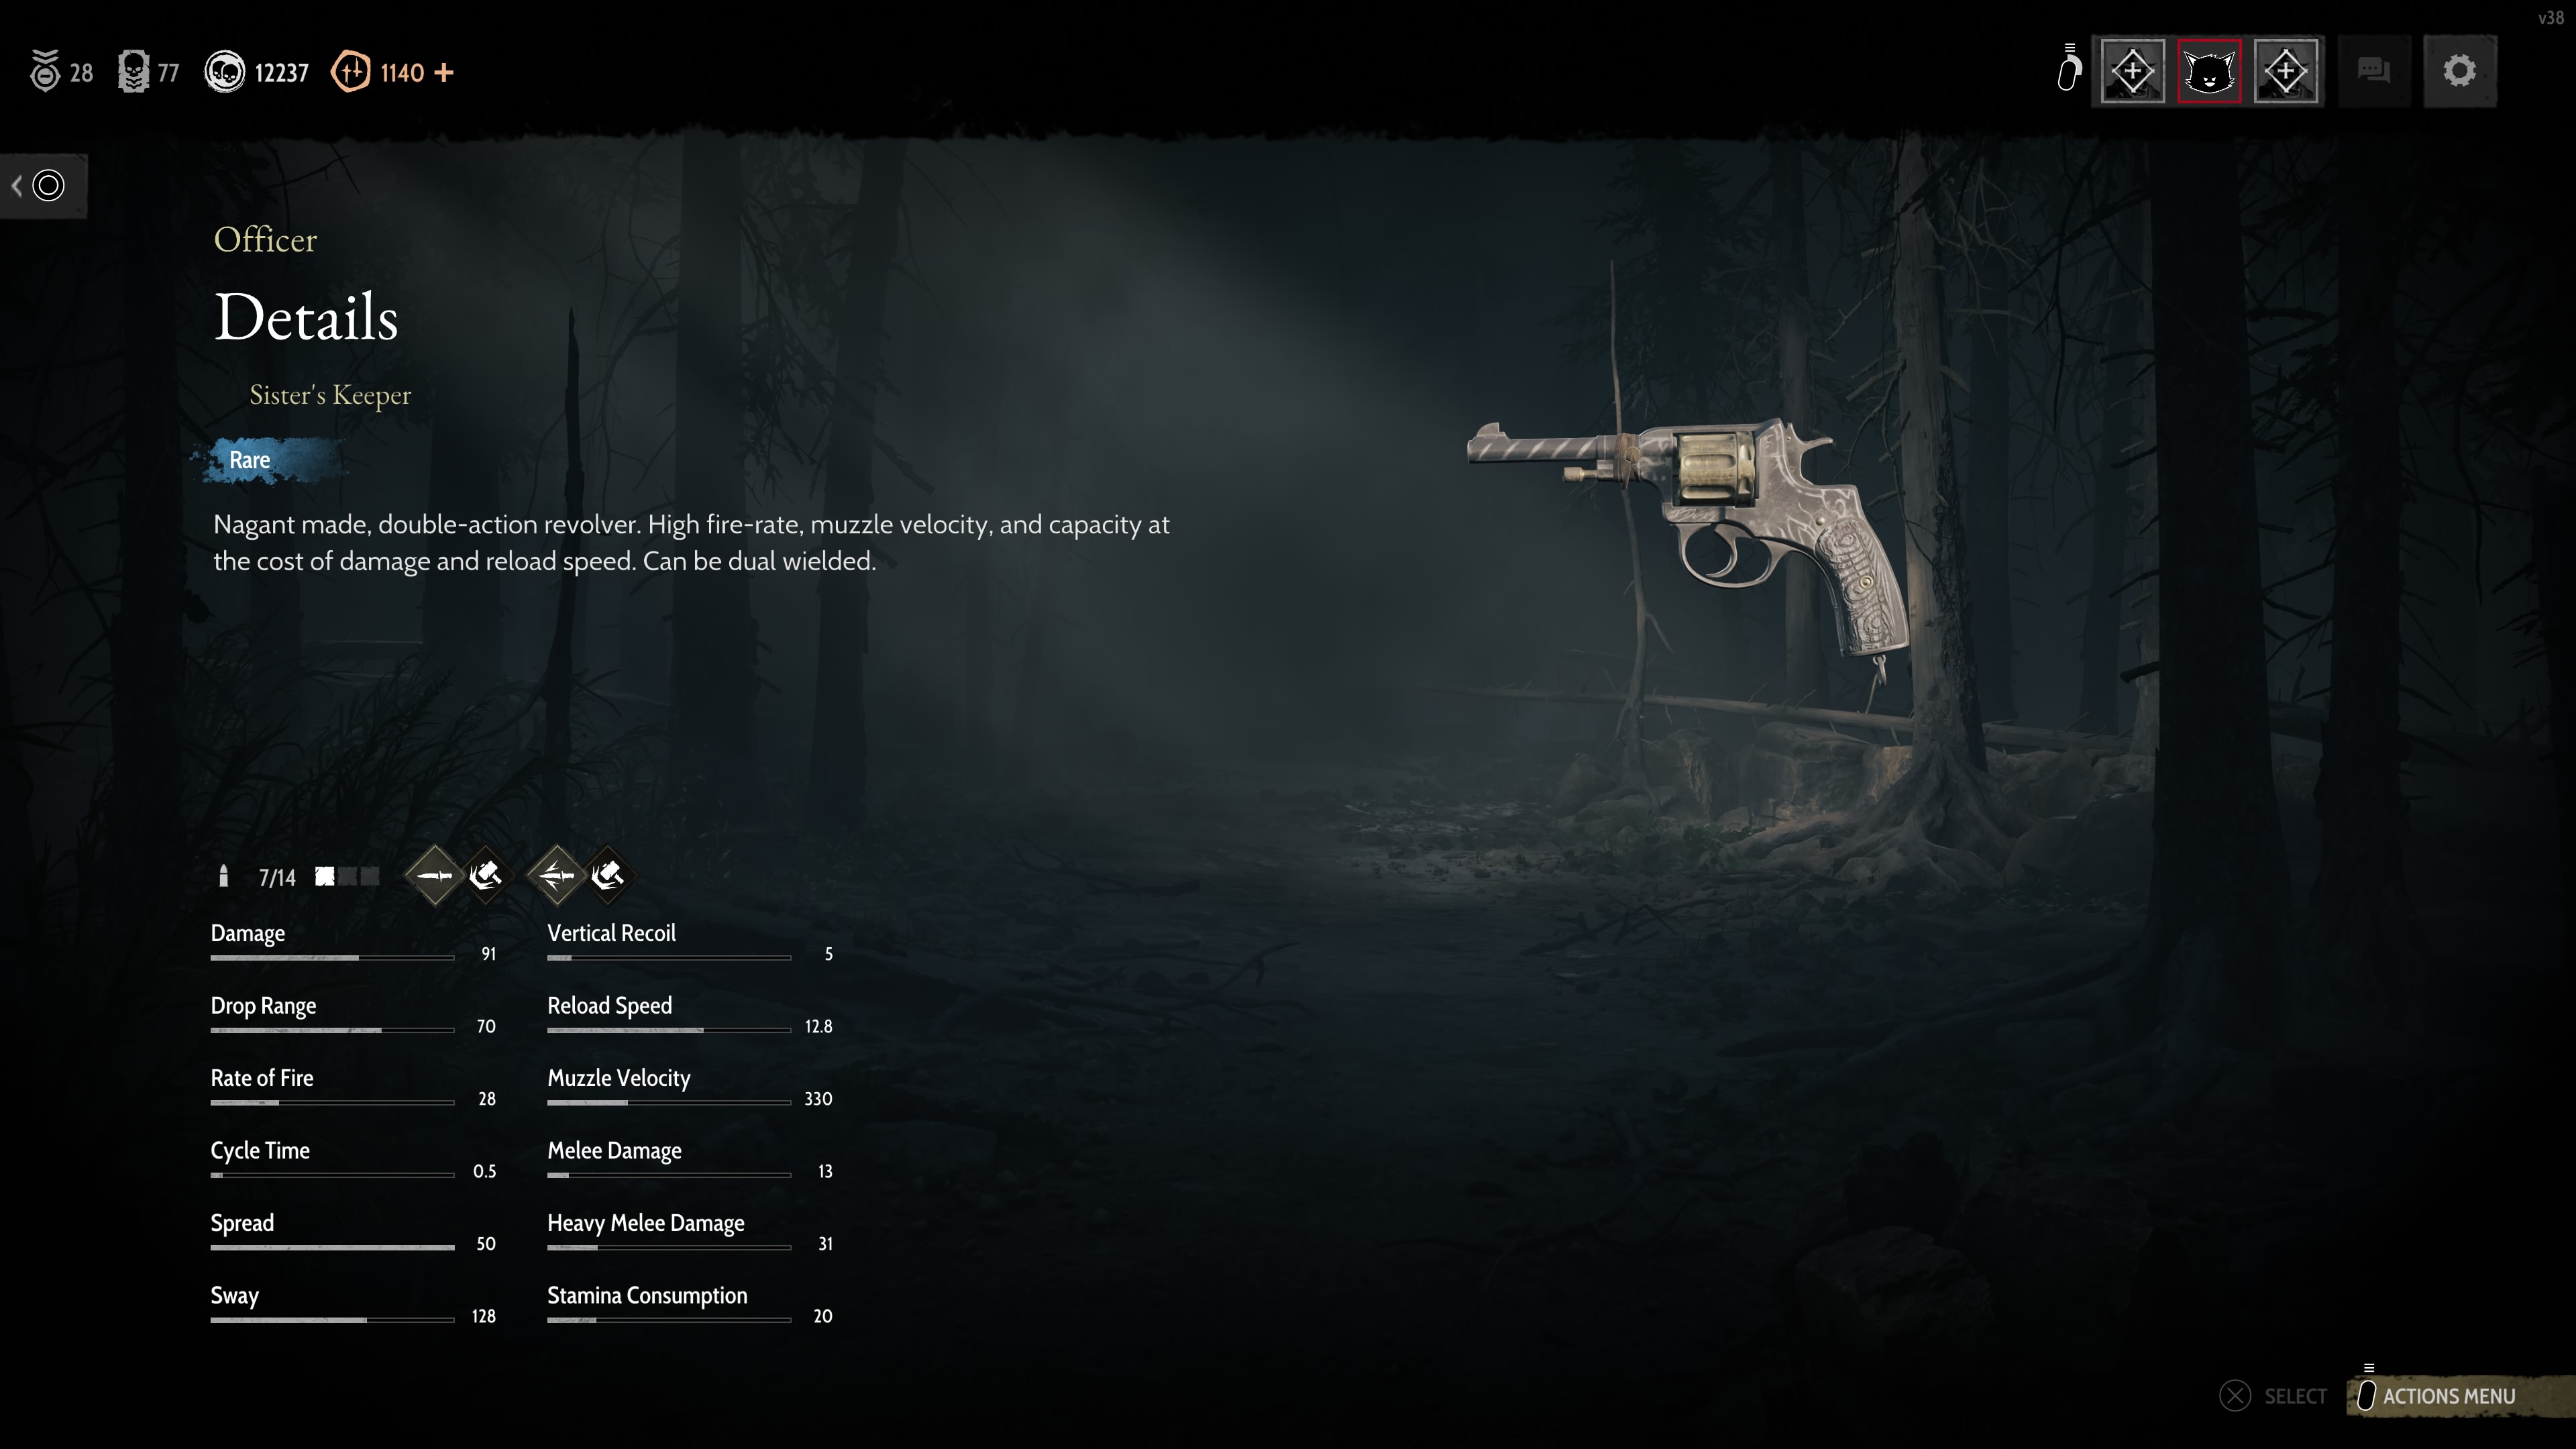 v38
28
77
12237
1140 +
Officer
Details
Sister's Keeper
Rare
Nagant made, double-action revolver. High fire-rate, muzzle velocity, and capacity at
the cost of damage and reload speed. Can be dual wielded.
7/14
Damage 91
Drop Range 70
Rate of Fire 28
Cycle Time 0.5
Spread 50
Sway 128
Vertical Recoil 5
Reload Speed 12.8
Muzzle Velocity 330
Melee Damage 13
Heavy Melee Damage 31
Stamina Consumption 20
SELECT
ACTIONS MENU